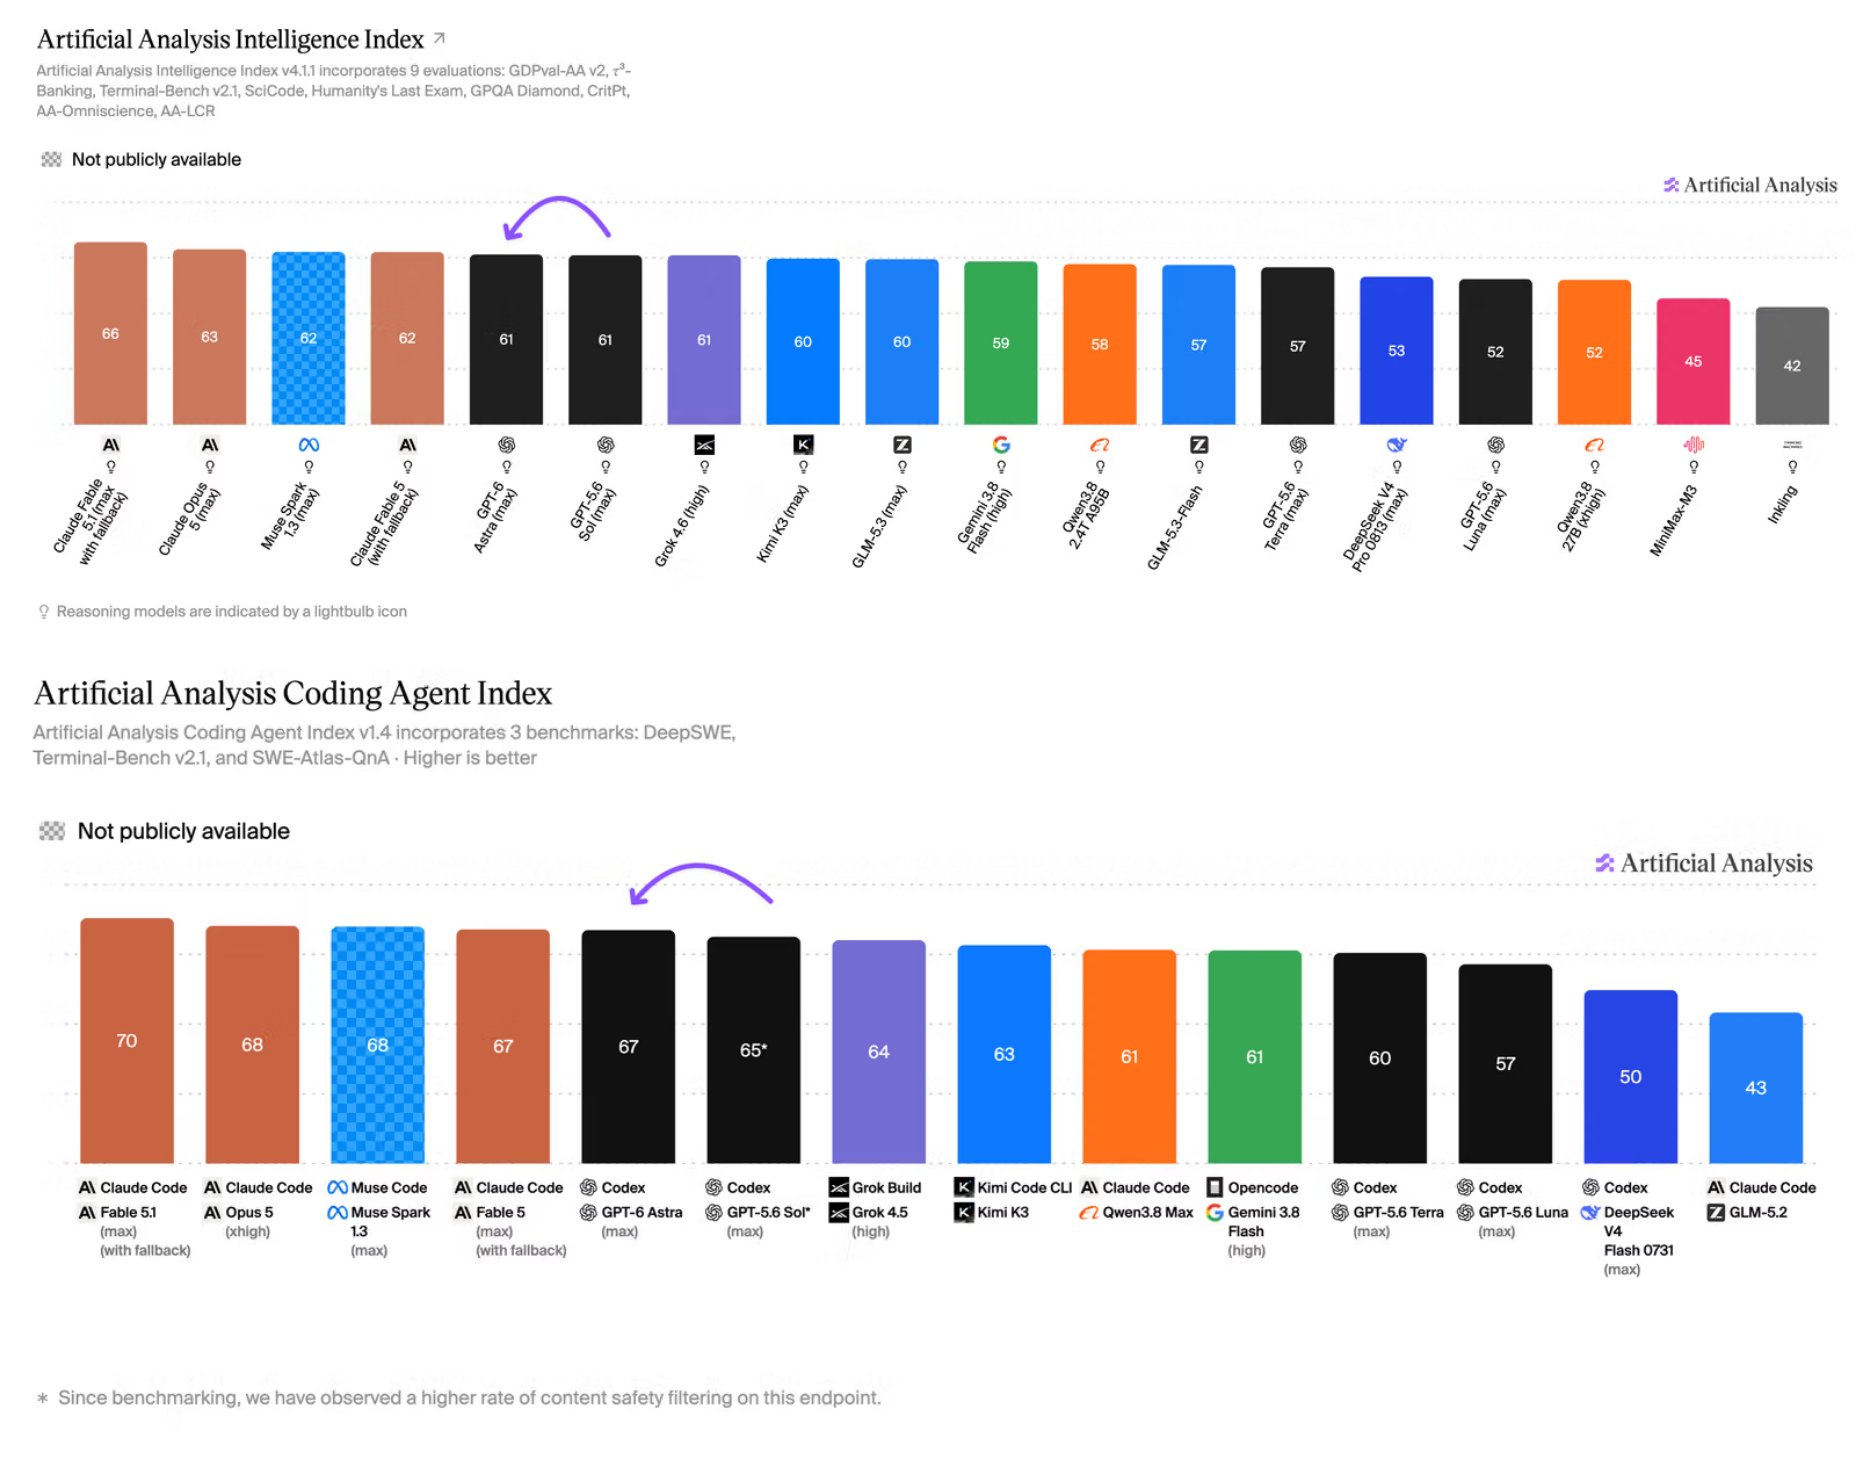 Artificial Analysis Intelligence Index ↗
Artificial Analysis Intelligence Index v4.1.1 incorporates 9 evaluations: GDPval-AA v2, τ³-
Banking, Terminal-Bench v2.1, SciCode, Humanity's Last Exam, GPQA Diamond, CritPt,
AA-Omniscience, AA-LCR
Not publicly available
Artificial Analysis
66
63
62
62
61
61
61
60
60
59
58
57
57
53
52
52
45
42
Claude Fable
5.1 (max
with fallback)
Claude Opus
5 (max)
Muse Spark
1.3 (max)
Claude Fable 5
(with fallback)
GPT-6
Astra (max)
GPT-5.6
Sol (max)
Grok 4.6 (high)
Kimi K3 (max)
GLM-5.3 (max)
Gemini 3.8
Flash (high)
Qwen3.8
2.4T A95B
GLM-5.3-Flash
GPT-5.6
Terra (max)
DeepSeek V4
Pro 0813 (max)
GPT-5.6
Luna (max)
Qwen3.8
27B (xhigh)
MiniMax-M3
Inkling
Reasoning models are indicated by a lightbulb icon
Artificial Analysis Coding Agent Index
Artificial Analysis Coding Agent Index v1.4 incorporates 3 benchmarks: DeepSWE,
Terminal-Bench v2.1, and SWE-Atlas-QnA · Higher is better
Not publicly available
Artificial Analysis
70
68
68
67
67
65*
64
63
61
61
60
57
50
43
Claude Code
Fable 5.1
(max)
(with fallback)
Claude Code
Opus 5
(xhigh)
Muse Code
Muse Spark
1.3
(max)
Claude Code
Fable 5
(max)
(with fallback)
Codex
GPT-6 Astra
(max)
Codex
GPT-5.6 Sol*
(max)
Grok Build
Grok 4.5
(high)
Kimi Code CLI
Kimi K3
Claude Code
Qwen3.8 Max
Opencode
Gemini 3.8
Flash
(high)
Codex
GPT-5.6 Terra
(max)
Codex
GPT-5.6 Luna
(max)
Codex
DeepSeek
V4
Flash 0731
(max)
Claude Code
GLM-5.2
* Since benchmarking, we have observed a higher rate of content safety filtering on this endpoint.